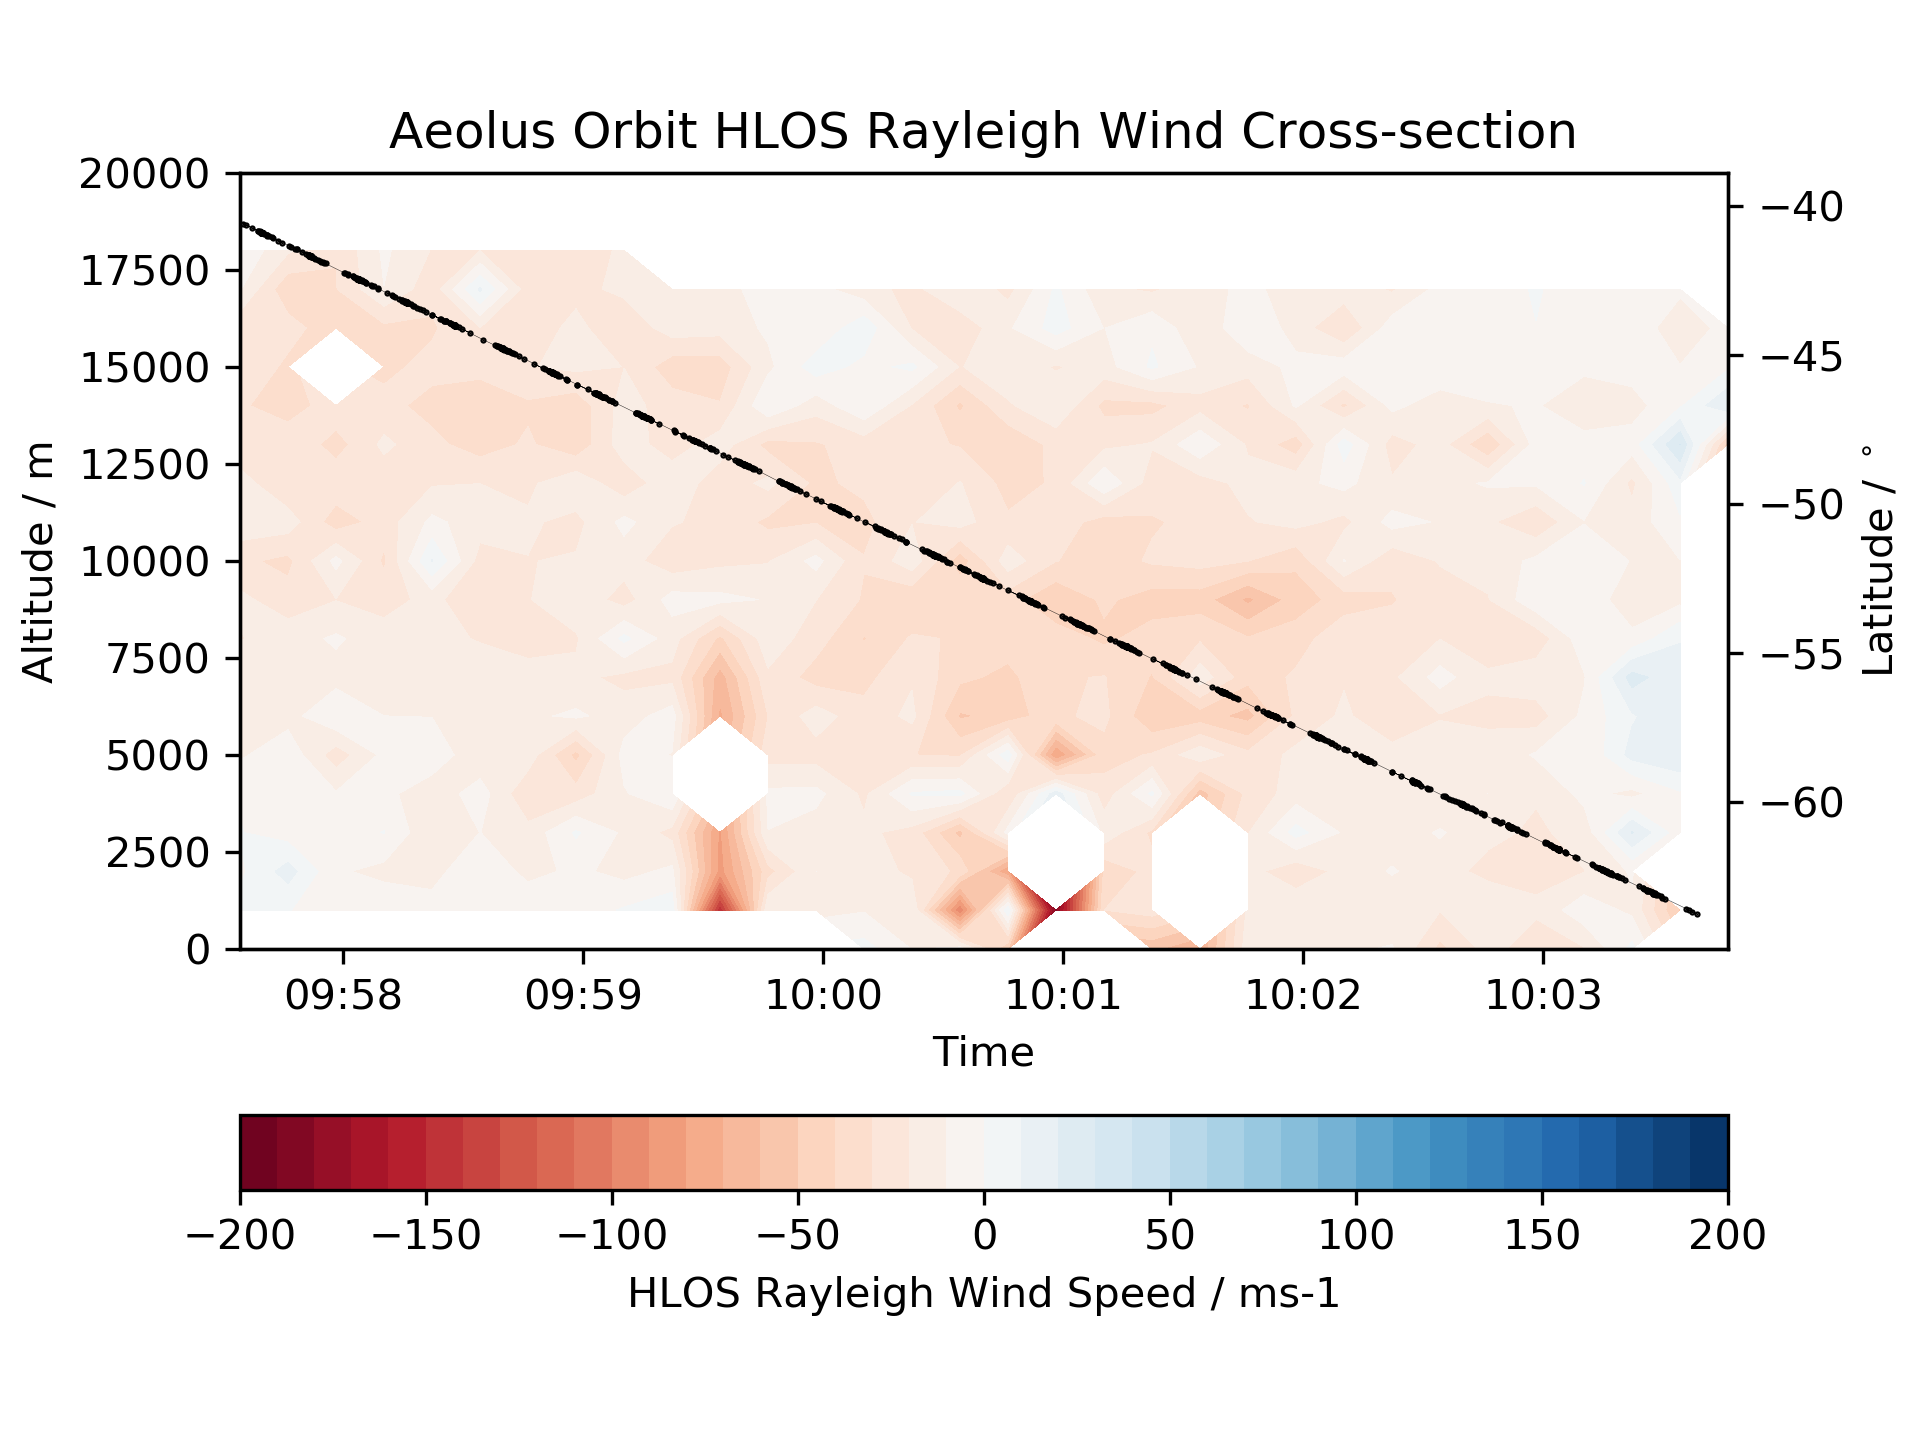 Aeolus Orbit HLOS Rayleigh Wind Cross-section
20000
17500
15000
12500
10000
7500
5000
2500
0
Altitude / m
−40
−45
−50
−55
−60
Latitude / °
09:58 09:59 10:00 10:01 10:02 10:03
Time
−200 −150 −100 −50 0 50 100 150 200
HLOS Rayleigh Wind Speed / ms-1